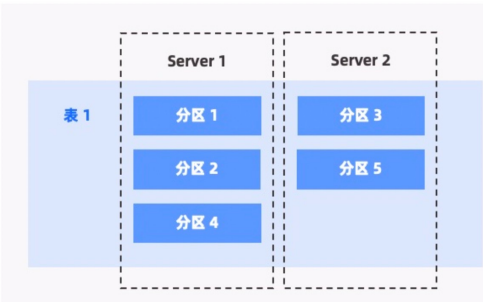 Server 1
Server 2
表 1
分区 1
分区 3
分区 2
分区 5
分区 4